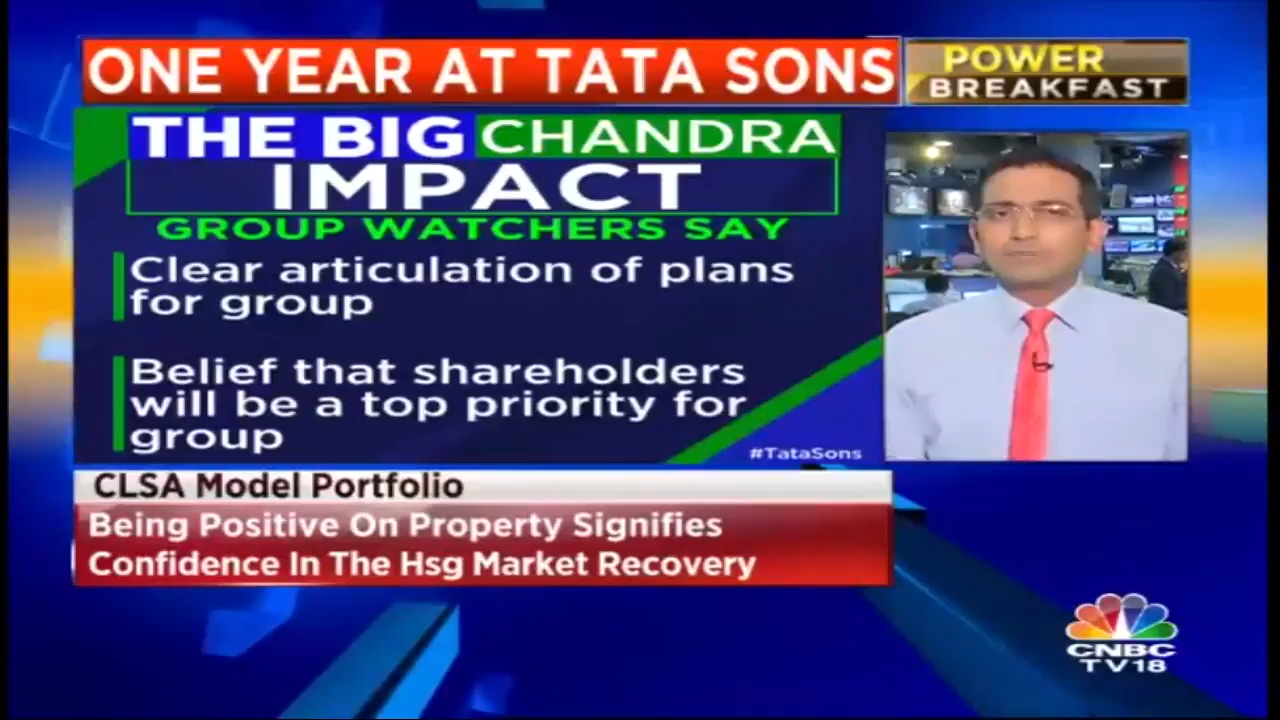 ONE YEAR AT TATA SONS
POWER
BREAKFAST
THE BIG CHANDRA
IMPACT
GROUP WATCHERS SAY
Clear articulation of plans
for group
Belief that shareholders
will be a top priority for
group
#TataSons
CLSA Model Portfolio
Being Positive On Property Signifies
Confidence In The Hsg Market Recovery
CNBC
TV18